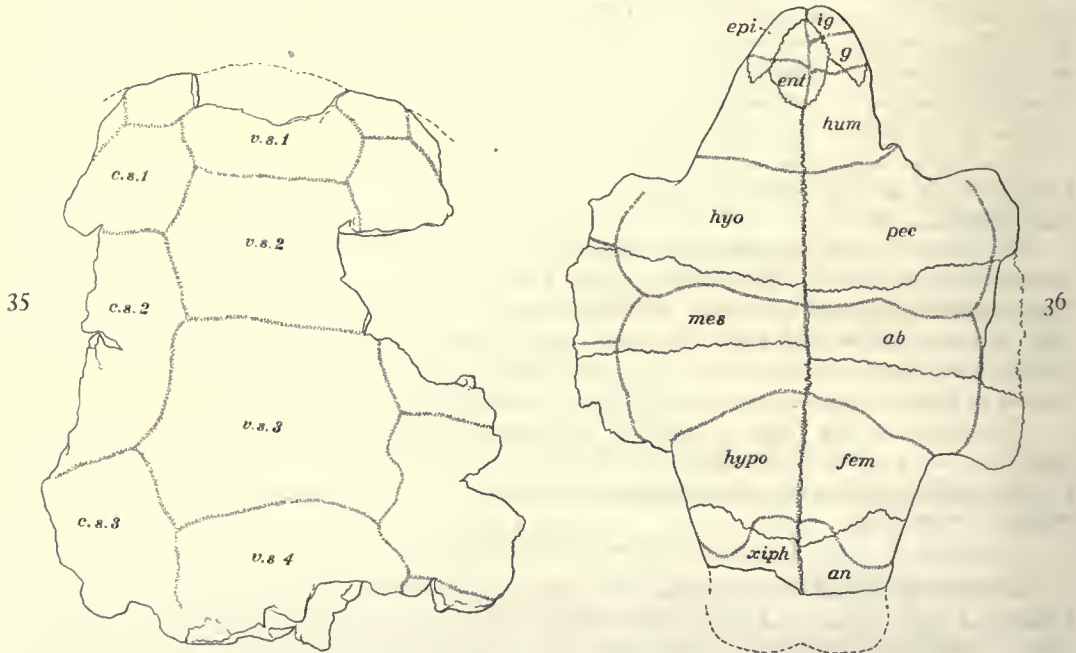 35
v.s.1
c.s.1
v.s.2
c.s.2
v.s.3
c.s.3
v.s 4
36
epi
ig
g
ent
hum
hyo
pec
mes
ab
hypo
fem
xiph
an